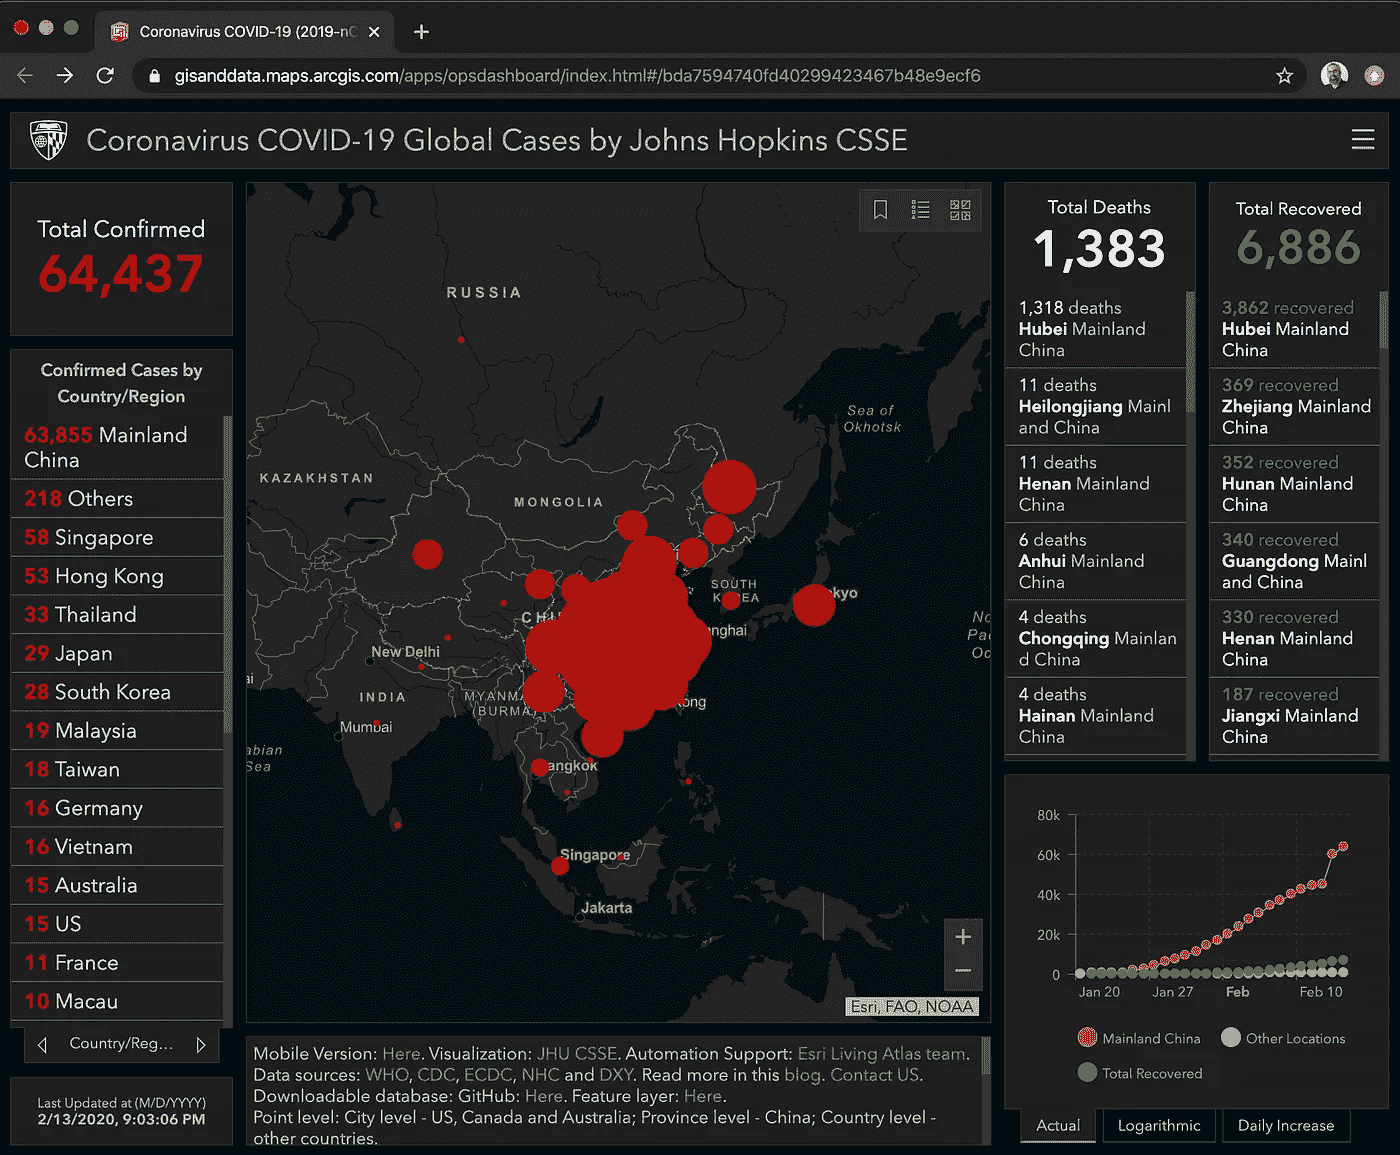 Coronavirus COVID-19 (2019-nC
gisanddata.maps.arcgis.com/apps/opsdashboard/index.html#/bda7594740fd40299423467b48e9ecf6
Coronavirus COVID-19 Global Cases by Johns Hopkins CSSE
Total Confirmed
64,437
Confirmed Cases by
Country/Region
63,855 Mainland
China
218 Others
58 Singapore
53 Hong Kong
33 Thailand
29 Japan
28 South Korea
19 Malaysia
18 Taiwan
16 Germany
16 Vietnam
15 Australia
15 US
11 France
10 Macau
Country/Reg...
Last Updated at (M/D/YYYY)
2/13/2020, 9:03:06 PM
RUSSIA
Sea of
Okhotsk
KAZAKHSTAN
MONGOLIA
SOUTH
K EA
kyo
CHI
nghai
No
Pac
Oc
New Delhi
ai
INDIA
MYANMA
(BURMA)
ong
Mumbai
abian
Sea
angkok
Singapore
Jakarta
+
−
Esri, FAO, NOAA
Mobile Version: Here. Visualization: JHU CSSE. Automation Support: Esri Living Atlas team.
Data sources: WHO, CDC, ECDC, NHC and DXY. Read more in this blog. Contact US.
Downloadable database: GitHub: Here. Feature layer: Here.
Point level: City level - US, Canada and Australia; Province level - China; Country level -
other countries.
Total Deaths
1,383
1,318 deaths
Hubei Mainland
China
11 deaths
Heilongjiang Mainl
and China
11 deaths
Henan Mainland
China
6 deaths
Anhui Mainland
China
4 deaths
Chongqing Mainlan
d China
4 deaths
Hainan Mainland
China
Total Recovered
6,886
3,862 recovered
Hubei Mainland
China
369 recovered
Zhejiang Mainland
China
352 recovered
Hunan Mainland
China
340 recovered
Guangdong Mainl
and China
330 recovered
Henan Mainland
China
187 recovered
Jiangxi Mainland
China
80k
60k
40k
20k
0
Jan 20 Jan 27 Feb Feb 10
Mainland China Other Locations
Total Recovered
Actual Logarithmic Daily Increase